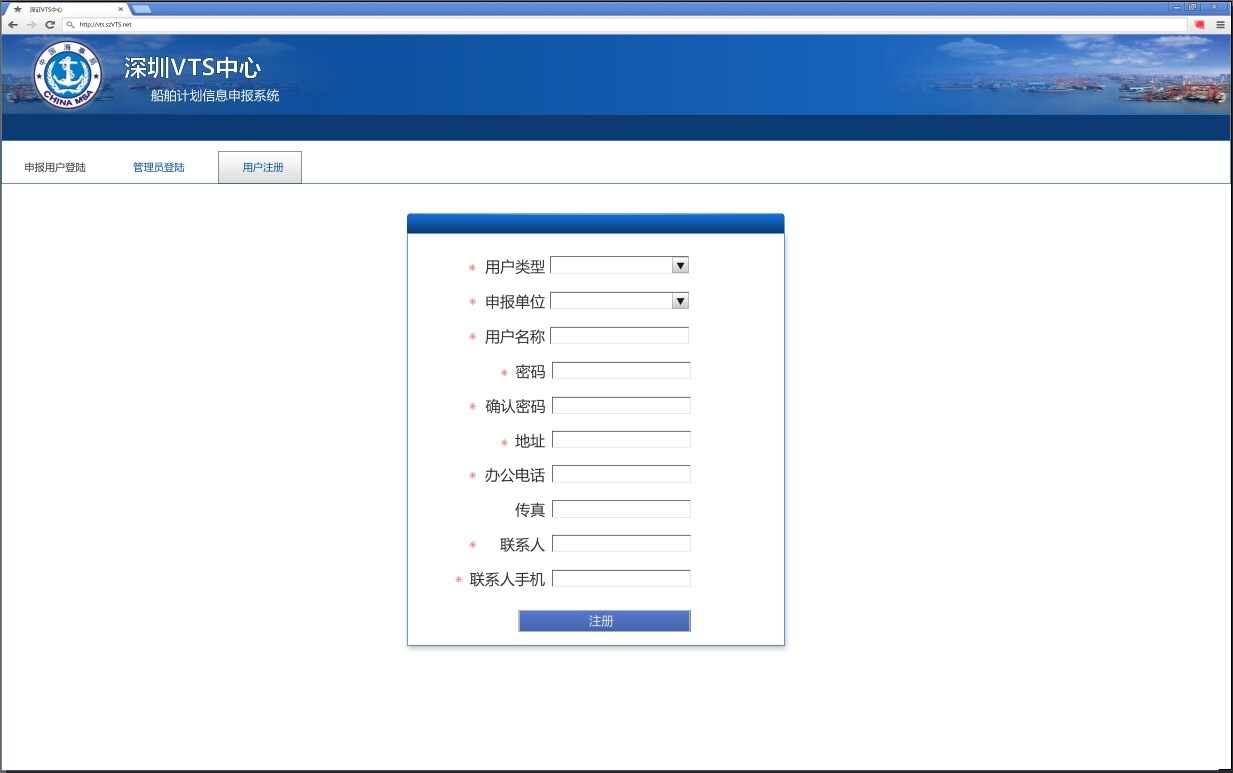 深证VTS中心
http://vts.szVTS.net
中国海事局
CHINA MSA
深圳VTS中心
船舶计划信息申报系统
申报用户登陆 管理员登陆 用户注册
* 用户类型
* 申报单位
* 用户名称
* 密码
* 确认密码
* 地址
* 办公电话
传真
* 联系人
* 联系人手机
注册